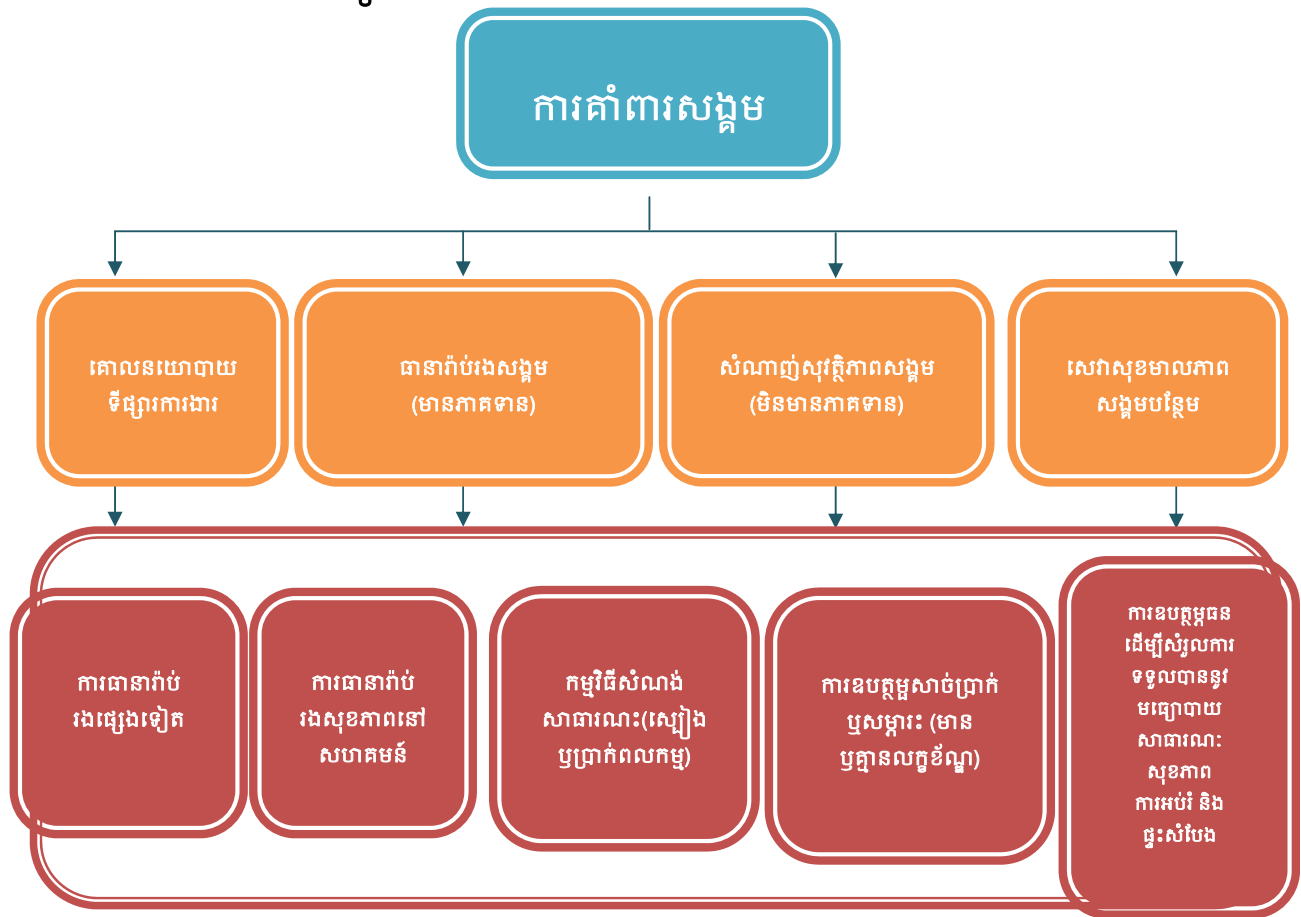 ការគាំពារសង្គម
គោលនយោបាយ
ទីផ្សារការងារ
ធានារ៉ាប់រងសង្គម
(មានភាគទាន)
សំណាញ់សុវត្ថិភាពសង្គម
(មិនមានភាគទាន)
សេវាសុខមាលភាព
សង្គមបន្ថែម
ការធានារ៉ាប់
រងផ្សេងទៀត
ការធានារ៉ាប់
រងសុខភាពនៅ
សហគមន៍
កម្មវិធីសំណង់
សាធារណះ(ស្បៀង
ឫប្រាក់ពលកម្ម)
ការឧបត្ថម្ភសាច់ប្រាក់
ឬសម្ភារះ (មាន
ឫគ្មានលក្ខខ័ណ្ឌ)
ការឧបត្ថម្ភធន
ដើម្បីសំរួលការ
ទទួលបាននូវ
មធ្យោបាយ
សាធារណៈ
សុខភាព
ការអប់រំ និង
ផ្ទះសំបែង